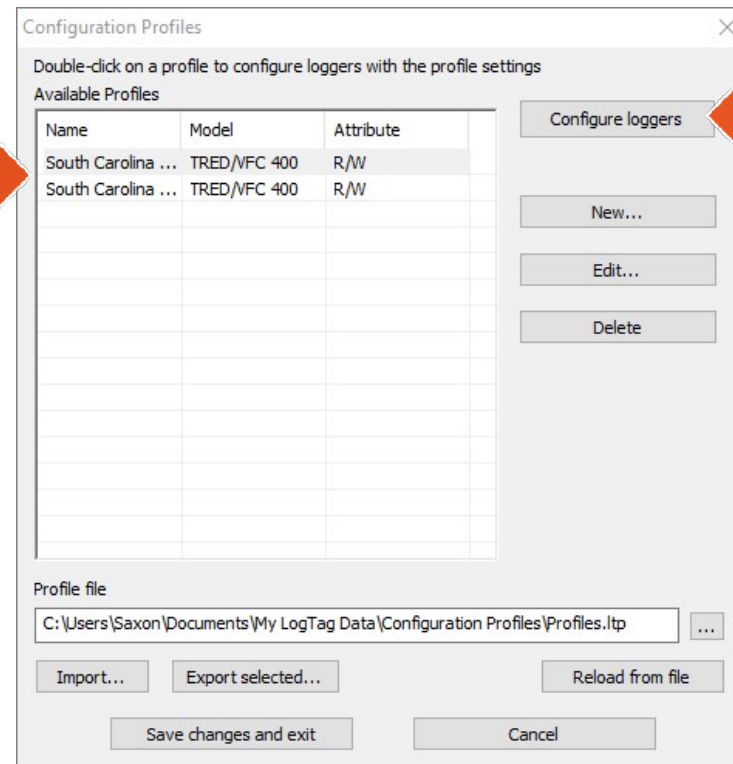 Configuration Profiles
Double-click on a profile to configure loggers with the profile settings
Available Profiles
Name Model Attribute
South Carolina ... TRED/VFC 400 R/W
South Carolina ... TRED/VFC 400 R/W
Configure loggers
New...
Edit...
Delete
Profile file
C:\Users\Saxon\Documents\My LogTag Data\Configuration Profiles\Profiles.ltp
...
Import... Export selected... Reload from file
Save changes and exit Cancel